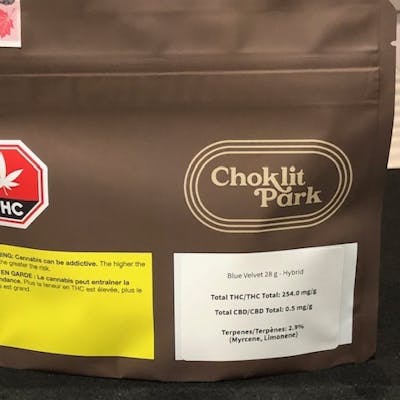 Choklit
Park
THC
Blue Velvet 28 g - Hybrid
Total THC/THC Total: 254.0 mg/g
Total CBD/CBD Total: 0.5 mg/g
Terpenes/Terpènes: 2.9%
(Myrcene, Limonene)
ING: Cannabis can be addictive. The higher the
the greater the risk.
EN GARDE : Le cannabis peut entraîner la
ndance. Plus la teneur en THC est élevée, plus le
e est grand.